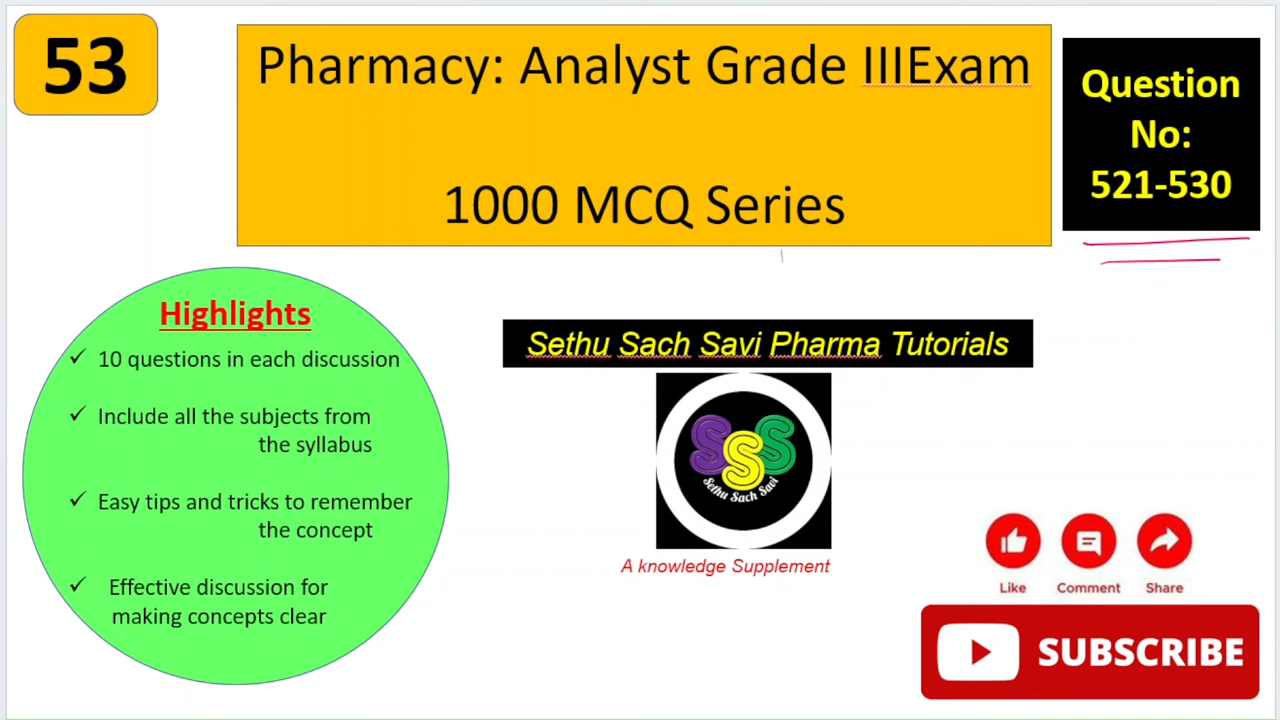 53
Pharmacy: Analyst Grade IIIExam
1000 MCQ Series
Question
No:
521-530
Highlights
✓ 10 questions in each discussion
✓ Include all the subjects from
the syllabus
✓ Easy tips and tricks to remember
the concept
✓ Effective discussion for
making concepts clear
Sethu Sach Savi Pharma Tutorials
SSS
Sethu Sach Savi
A knowledge Supplement
Like Comment Share
SUBSCRIBE